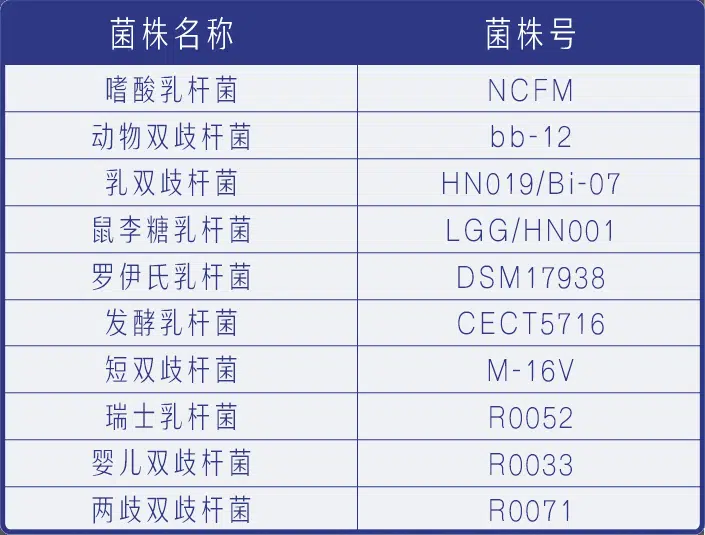 菌株名称 菌株号
嗜酸乳杆菌 NCFM
动物双歧杆菌 bb-12
乳双歧杆菌 HN019/Bi-07
鼠李糖乳杆菌 LGG/HN001
罗伊氏乳杆菌 DSM17938
发酵乳杆菌 CECT5716
短双歧杆菌 M-16V
瑞士乳杆菌 R0052
婴儿双歧杆菌 R0033
两歧双歧杆菌 R0071